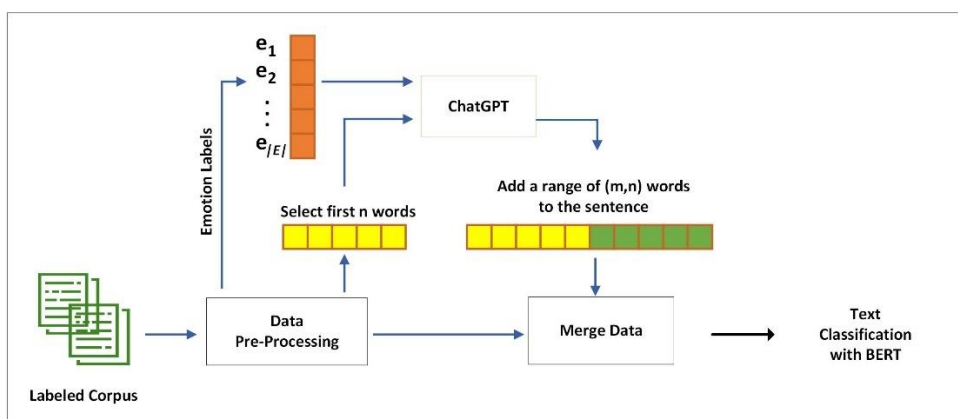 e1
e2
⋮
e|E|
Emotion Labels
ChatGPT
Select first n words
Add a range of (m,n) words
to the sentence
Labeled Corpus
Data
Pre-Processing
Merge Data
Text
Classification
with BERT